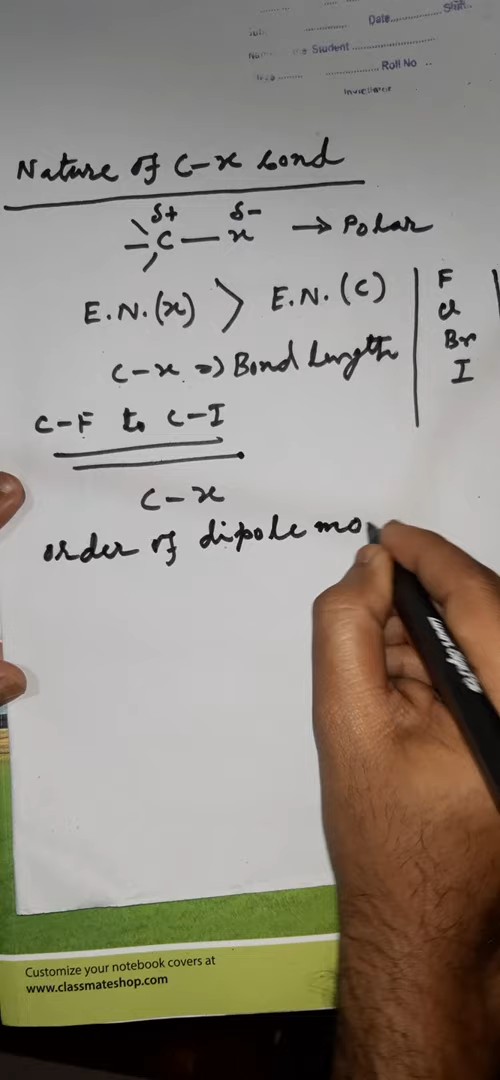 Date
Student
Roll No
Nature of C-x bond
δ+ δ-
C — x → Polar
E.N.(x) > E.N.(C)
F
Cl
Br
I
C-x => Bond Length
C-F to C-I
C-x
order of dipole mo
Customize your notebook covers at
www.classmateshop.com